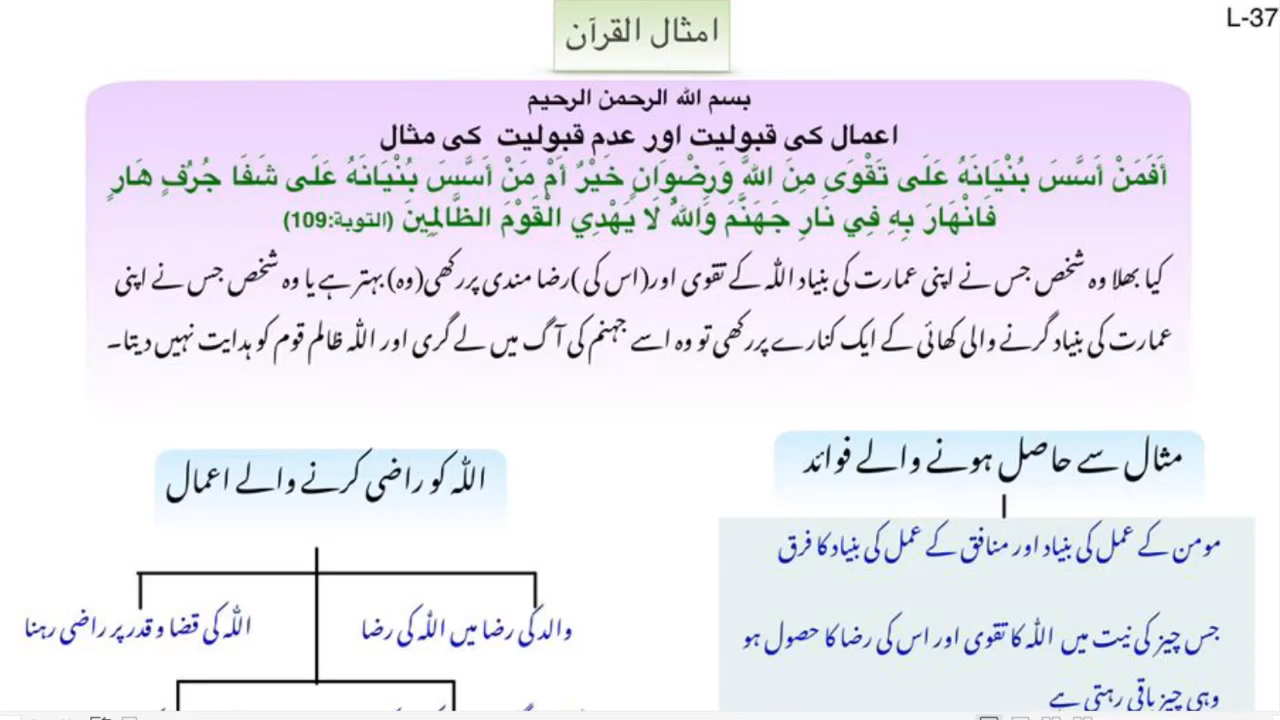 L-37
امثال القرآن
بسم الله الرحمن الرحيم
اعمال کی قبولیت اور عدم قبولیت کی مثال
أَفَمَنْ أَسَّسَ بُنْيَانَهُ عَلَى تَقْوَى مِنَ اللَّهِ وَرِضْوَانٍ خَيْرٌ أَمْ مَنْ أَسَّسَ بُنْيَانَهُ عَلَى شَفَا جُرُفٍ هَارٍ
فَانْهَارَ بِهِ فِي نَارِ جَهَنَّمَ وَاللَّهُ لَا يَهْدِي الْقَوْمَ الظَّالِمِينَ (التوبة:109)
کیا بھلا وہ شخص جس نے اپنی عمارت کی بنیاد اللہ کے تقوی اور(اس کی)رضا مندی پر رکھی(وہ) بہتر ہے یا وہ شخص جس نے اپنی
عمارت کی بنیاد گرنے والی کھائی کے ایک کنارے پر رکھی تو وہ اسے جہنم کی آگ میں لے گری اور اللہ ظالم قوم کو ہدایت نہیں دیتا۔
مثال سے حاصل ہونے والے فوائد
مومن کے عمل کی بنیاد اور منافق کے عمل کی بنیاد کا فرق
جس چیز کی نیت میں اللہ کا تقوی اور اس کی رضا کا حصول ہو
وہی چیز باقی رہتی ہے
اللہ کو راضی کرنے والے اعمال
والد کی رضا میں اللہ کی رضا
اللہ کی قضا و قدر پر راضی رہنا